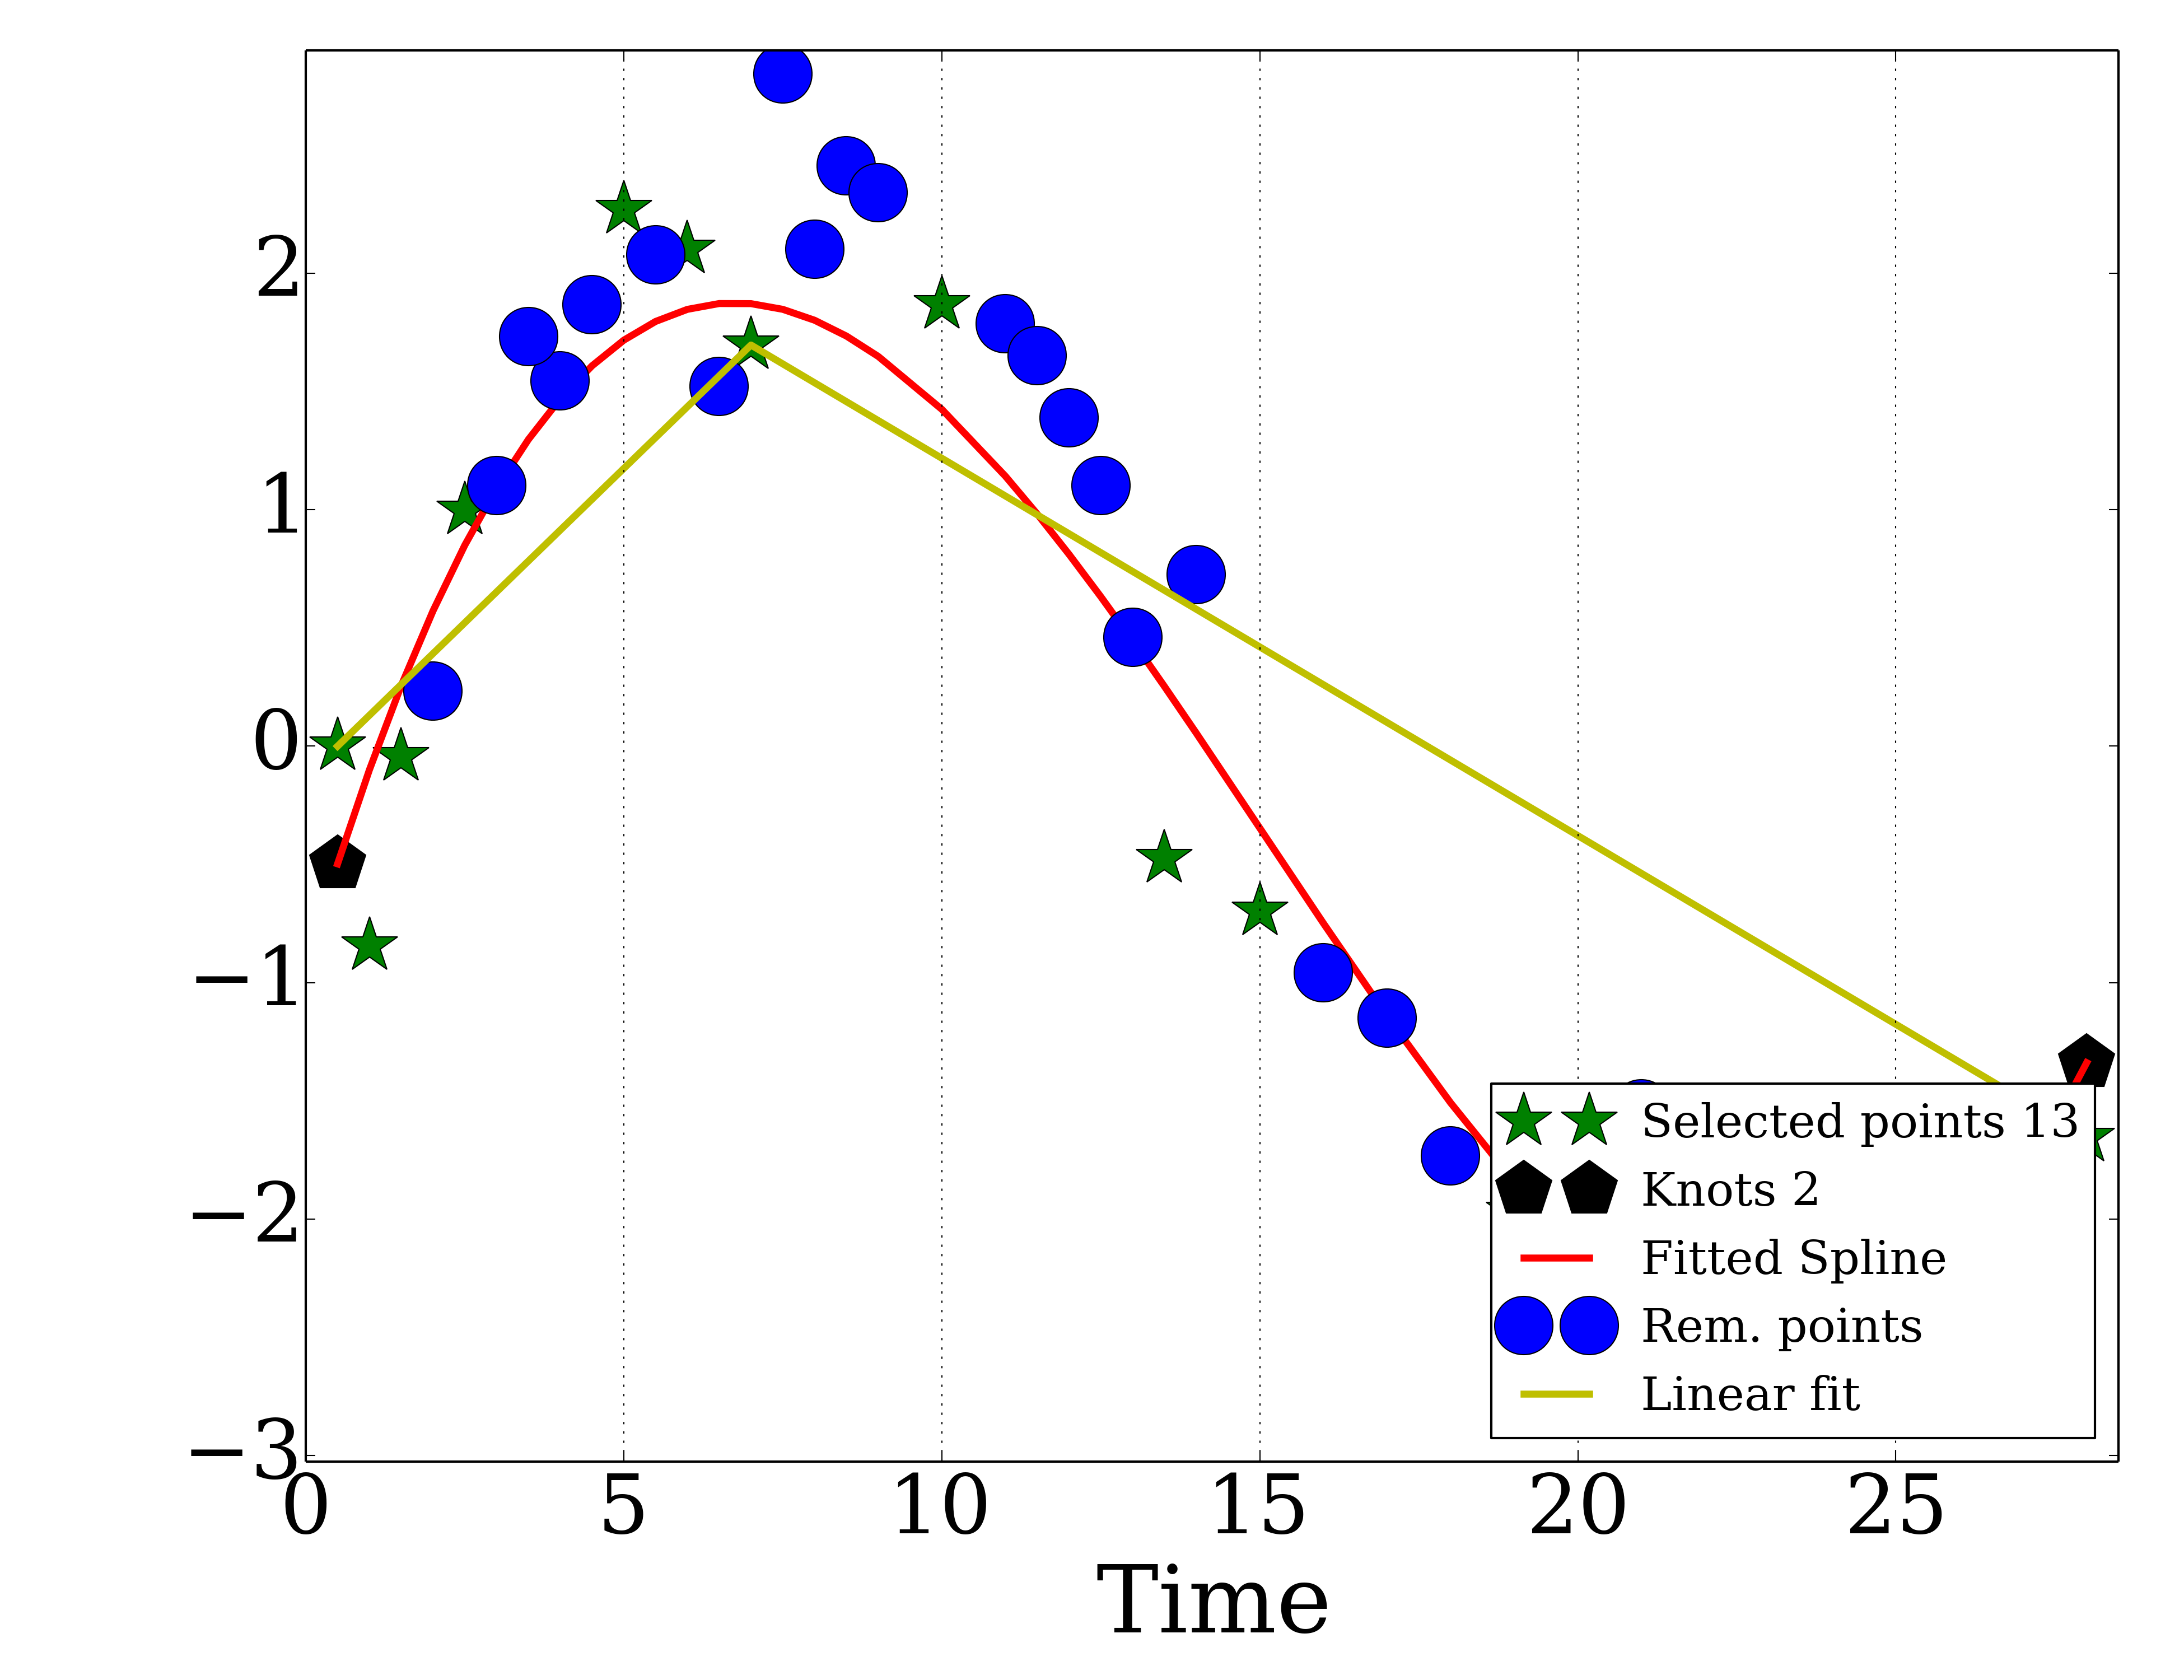 2
1
0
−1
−2
−3
0 5 10 15 20 25
Time
Selected points 13
Knots 2
Fitted Spline
Rem. points
Linear fit